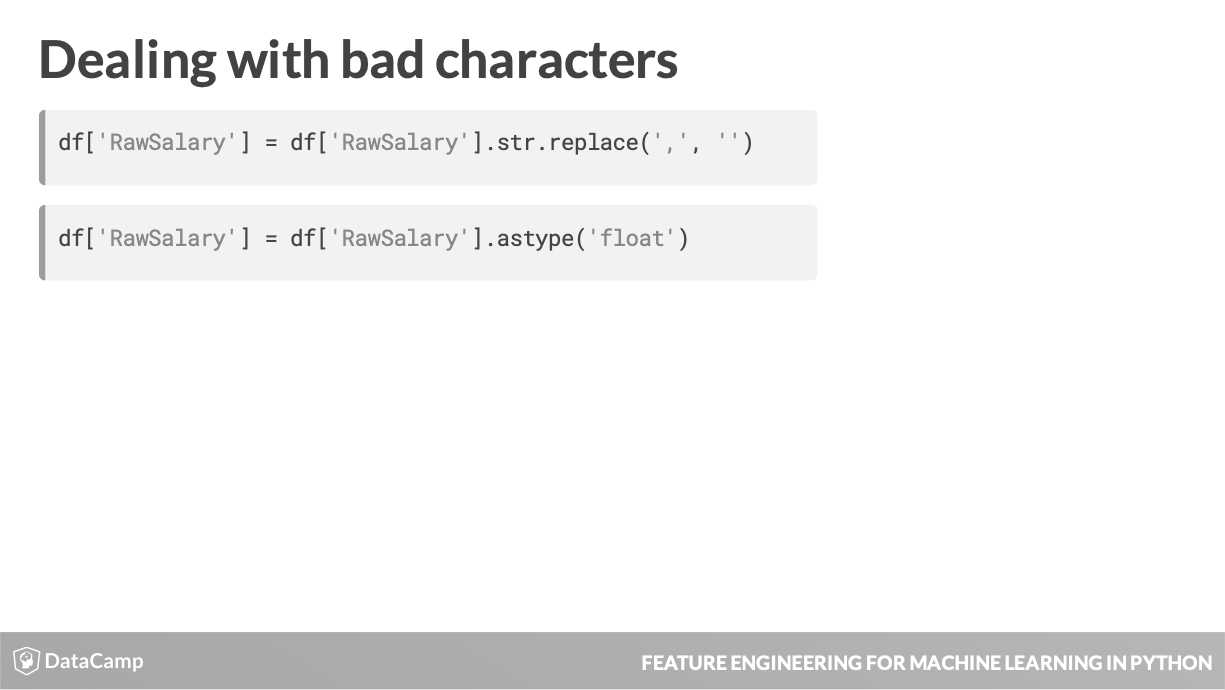 Dealing with bad characters
df['RawSalary'] = df['RawSalary'].str.replace(',', '')
df['RawSalary'] = df['RawSalary'].astype('float')
DataCamp
FEATURE ENGINEERING FOR MACHINE LEARNING IN PYTHON